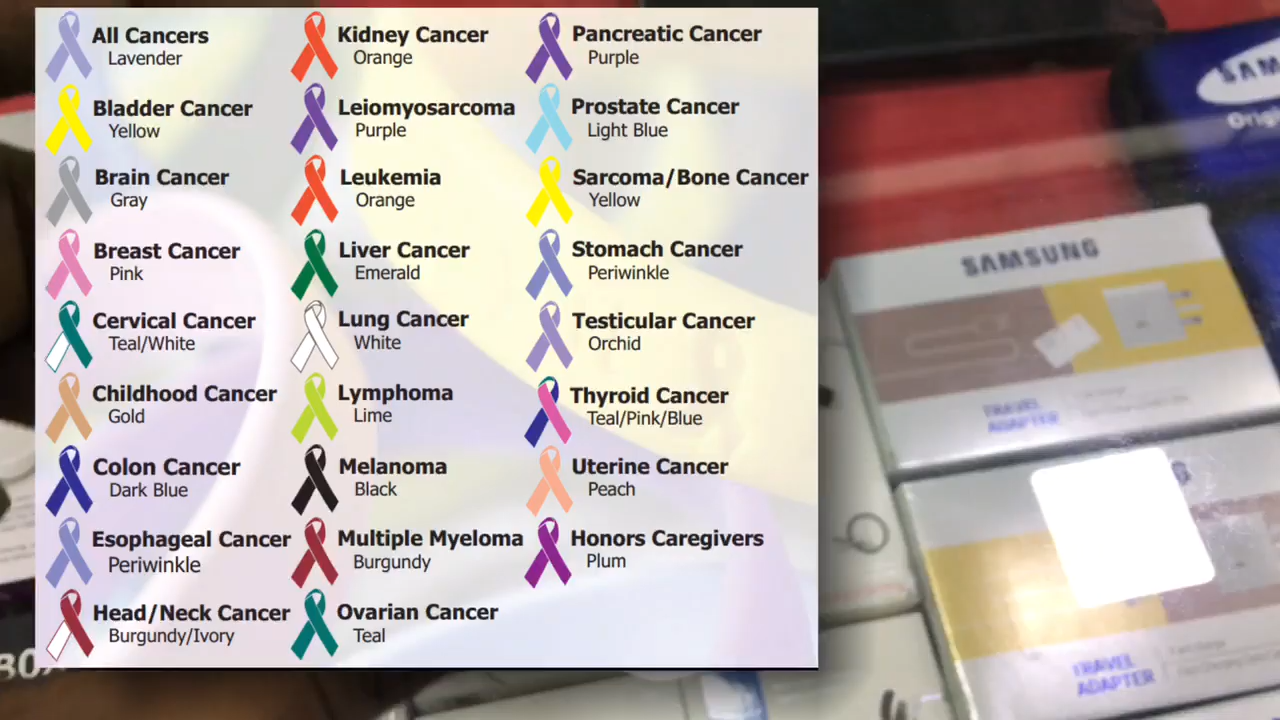 All Cancers
Lavender
Bladder Cancer
Yellow
Brain Cancer
Gray
Breast Cancer
Pink
Cervical Cancer
Teal/White
Childhood Cancer
Gold
Colon Cancer
Dark Blue
Esophageal Cancer
Periwinkle
Head/Neck Cancer
Burgundy/Ivory
Kidney Cancer
Orange
Leiomyosarcoma
Purple
Leukemia
Orange
Liver Cancer
Emerald
Lung Cancer
White
Lymphoma
Lime
Melanoma
Black
Multiple Myeloma
Burgundy
Ovarian Cancer
Teal
Pancreatic Cancer
Purple
Prostate Cancer
Light Blue
Sarcoma/Bone Cancer
Yellow
Stomach Cancer
Periwinkle
Testicular Cancer
Orchid
Thyroid Cancer
Teal/Pink/Blue
Uterine Cancer
Peach
Honors Caregivers
Plum
SAM
Origi
SAMSUNG
TRAVEL
ADAPTER
G
TRAVEL
ADAPTER
BO